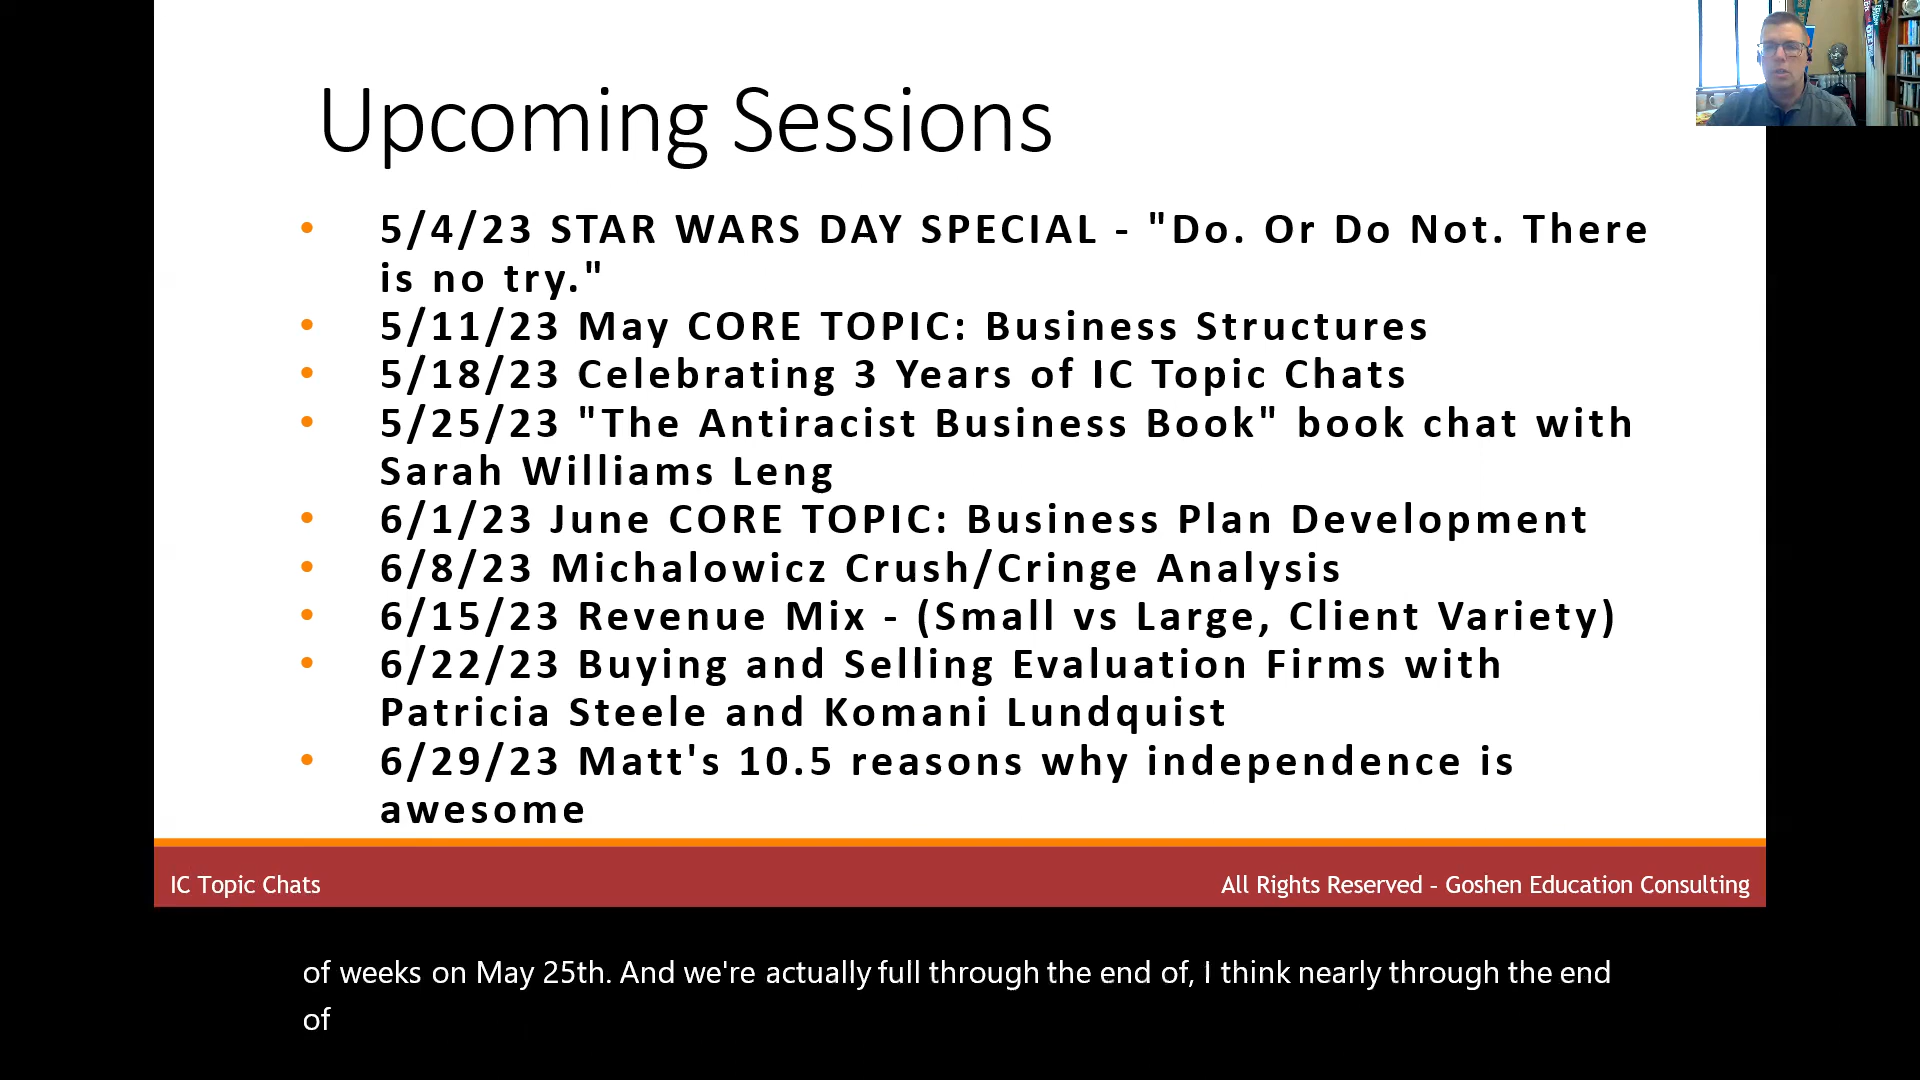 Upcoming Sessions
• 5/4/23 STAR WARS DAY SPECIAL - "Do. Or Do Not. There
is no try."
• 5/11/23 May CORE TOPIC: Business Structures
• 5/18/23 Celebrating 3 Years of IC Topic Chats
• 5/25/23 "The Antiracist Business Book" book chat with
Sarah Williams Leng
• 6/1/23 June CORE TOPIC: Business Plan Development
• 6/8/23 Michalowicz Crush/Cringe Analysis
• 6/15/23 Revenue Mix - (Small vs Large, Client Variety)
• 6/22/23 Buying and Selling Evaluation Firms with
Patricia Steele and Komani Lundquist
• 6/29/23 Matt's 10.5 reasons why independence is
awesome
IC Topic Chats
All Rights Reserved – Goshen Education Consulting
of weeks on May 25th. And we're actually full through the end of, I think nearly through the end
of